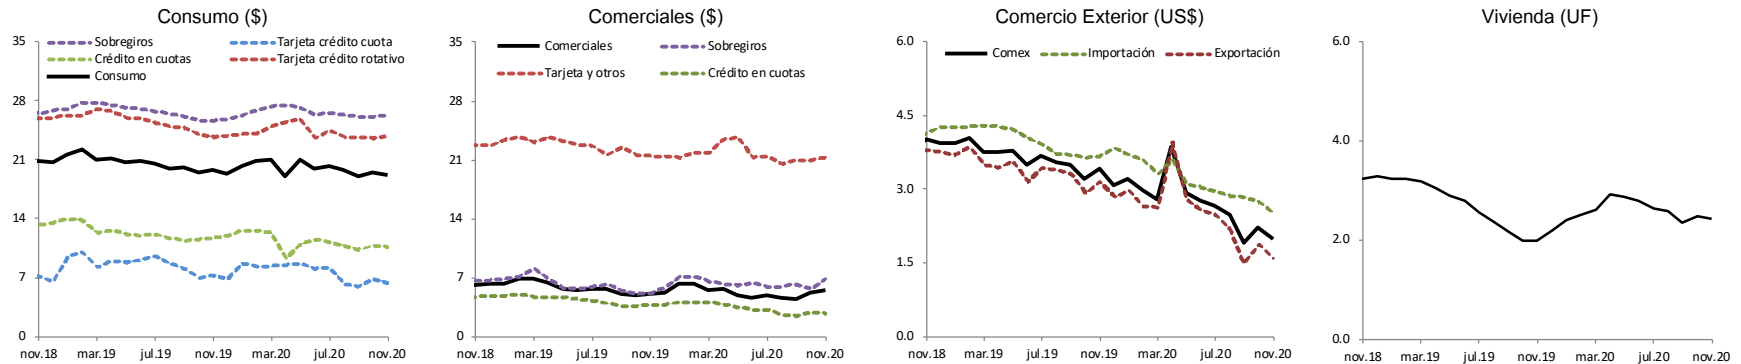 Consumo ($)
35
28
21
14
7
0
Sobregiros
Tarjeta crédito cuota
Crédito en cuotas
Tarjeta crédito rotativo
Consumo
nov.18 mar.19 jul.19 nov.19 mar.20 jul.20 nov.20
Comerciales ($)
35
28
21
14
7
0
Comerciales
Sobregiros
Tarjeta y otros
Crédito en cuotas
nov.18 mar.19 jul.19 nov.19 mar.20 jul.20 nov.20
Comercio Exterior (US$)
6.0
4.5
3.0
1.5
0.0
Comex
Importación
Exportación
nov.18 mar.19 jul.19 nov.19 mar.20 jul.20 nov.20
Vivienda (UF)
6.0
4.0
2.0
0.0
nov.18 mar.19 jul.19 nov.19 mar.20 jul.20 nov.20